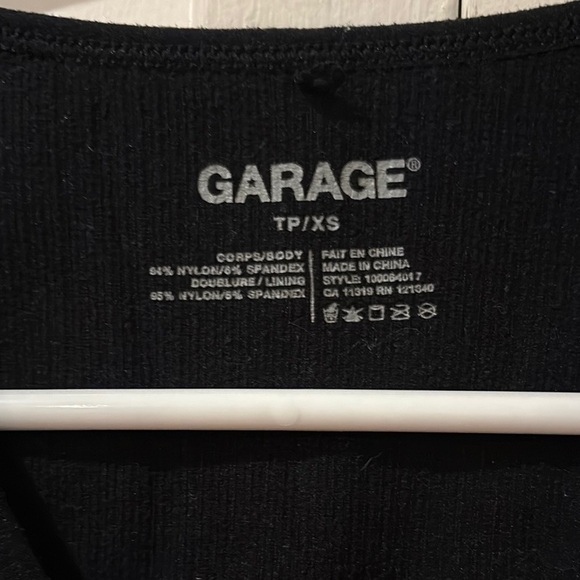 GARAGE®
TP/XS
CORPS/BODY
94% NYLON/6% SPANDEX
DOUBLURE / LINING
95% NYLON/5% SPANDEX
FAIT EN CHINE
MADE IN CHINA
STYLE: 100064017
CA 11319 RN 121340